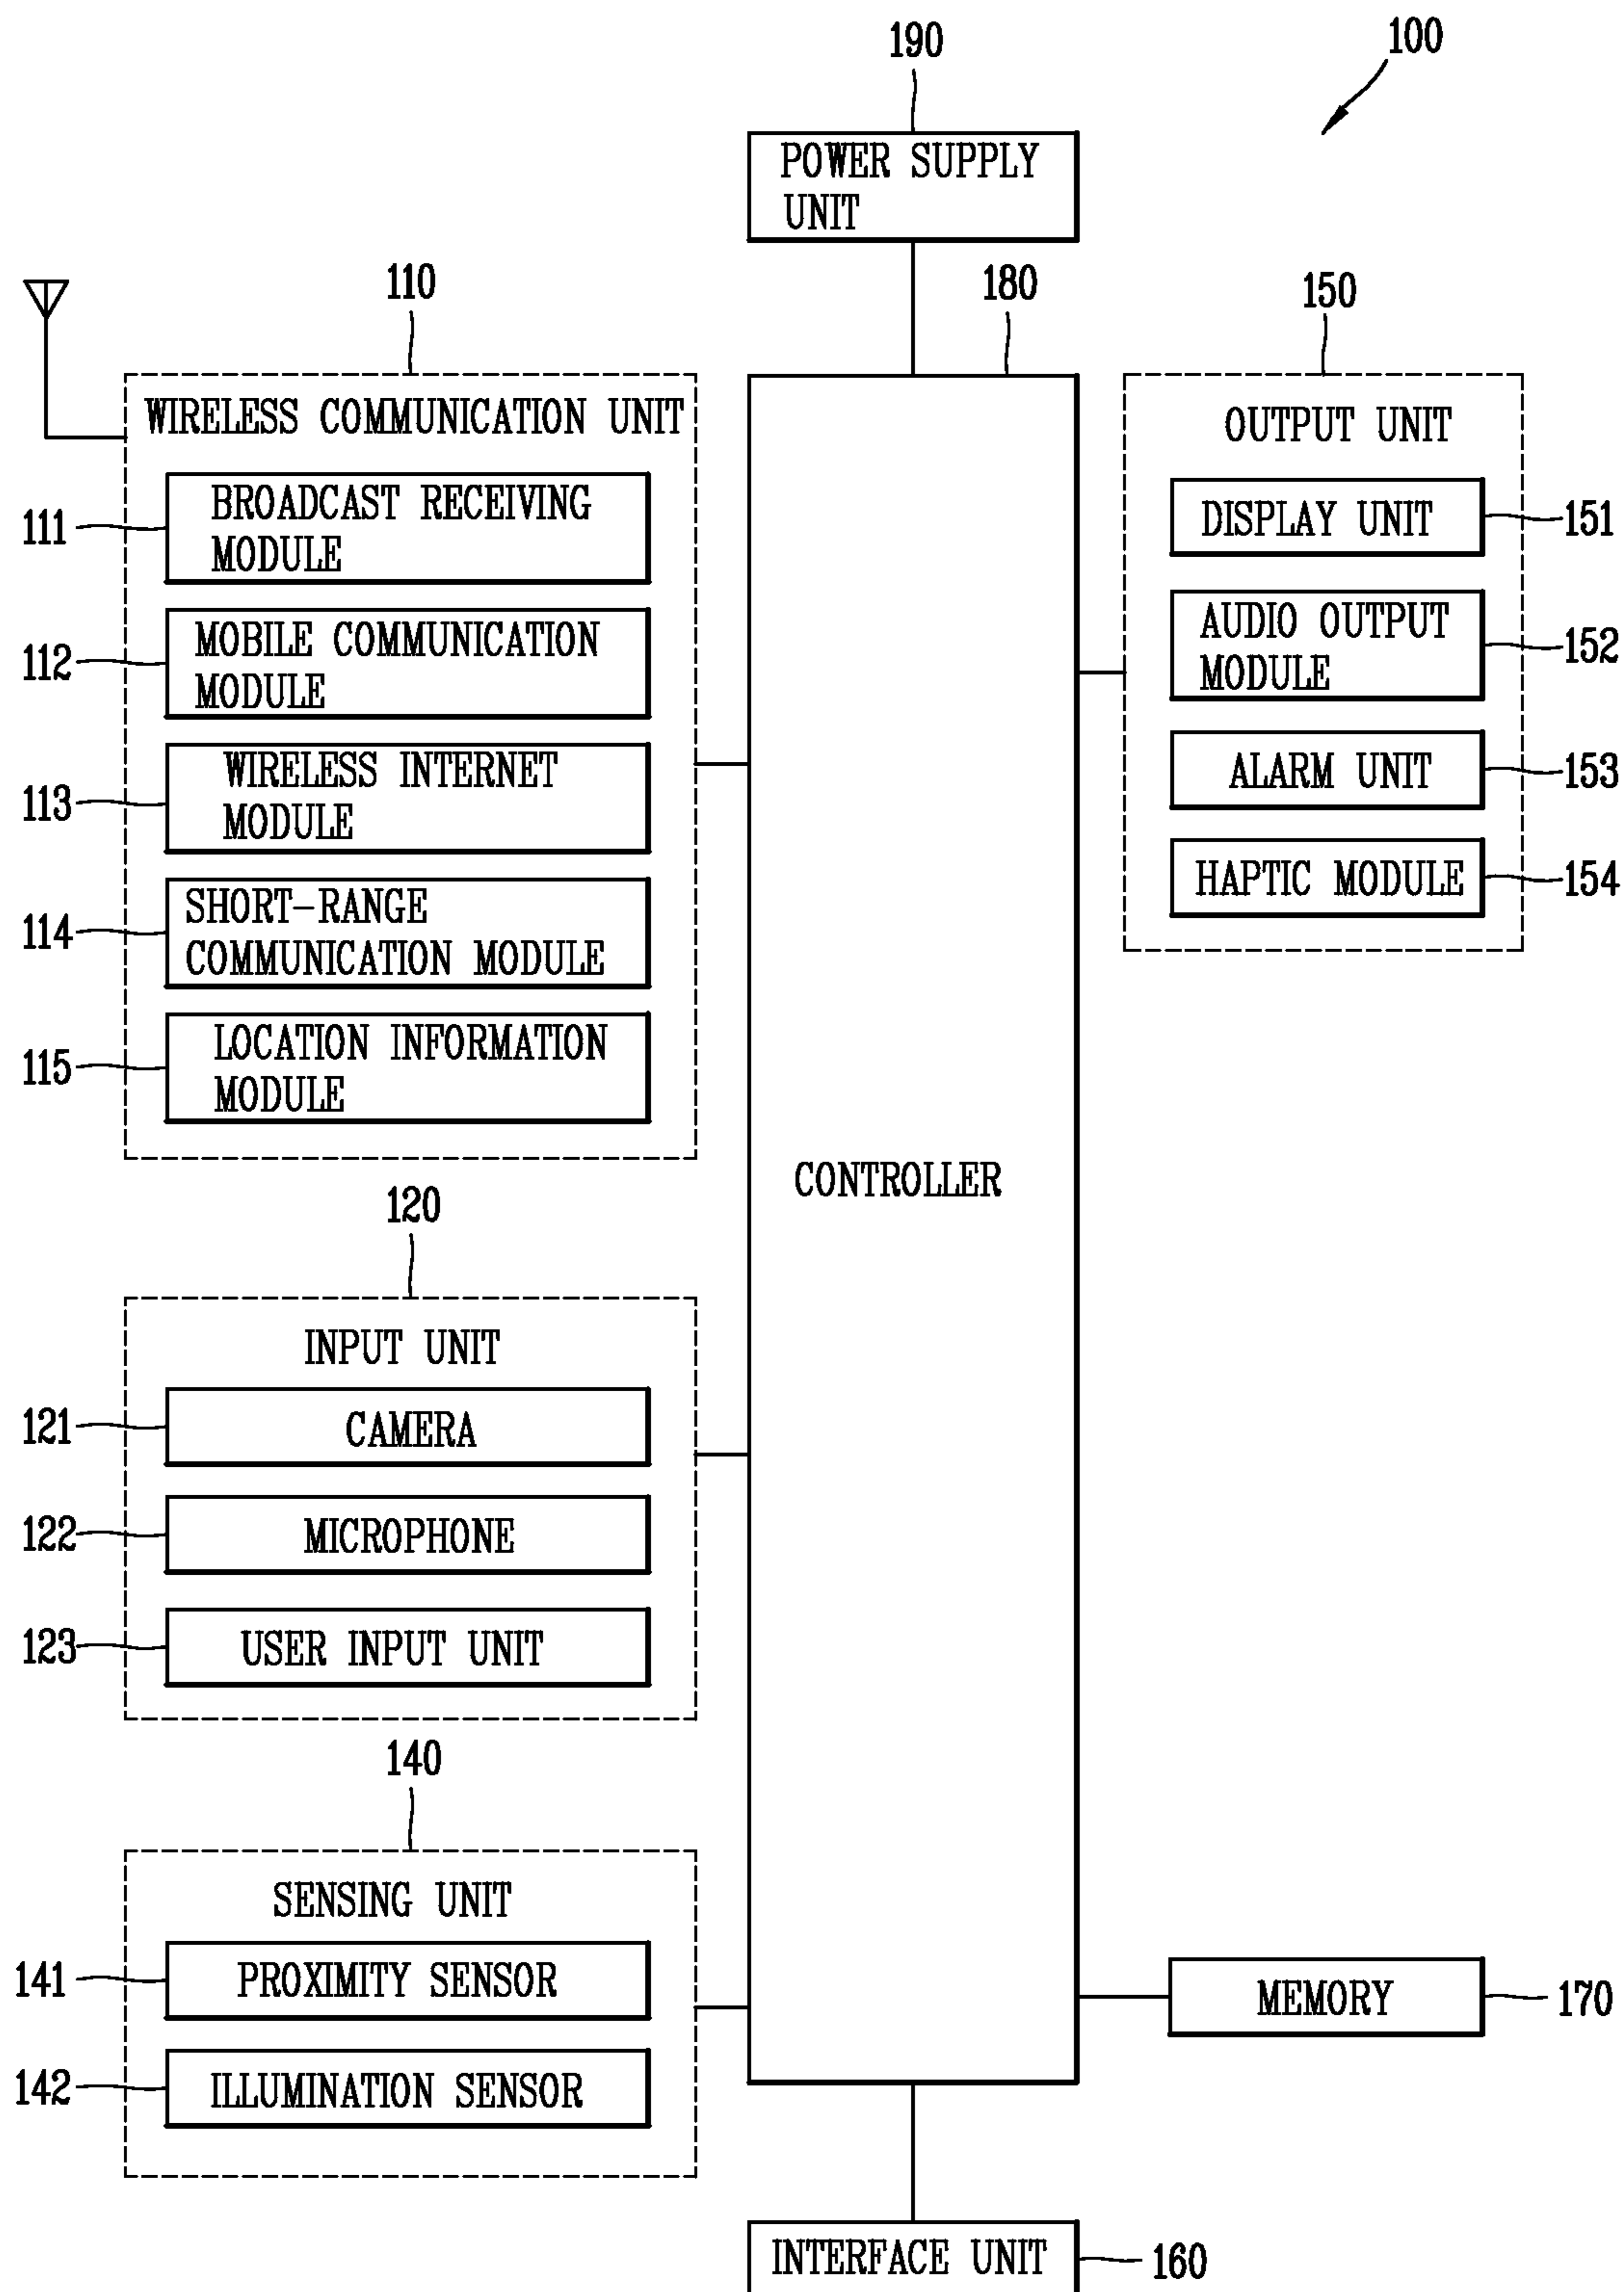 190
100
POWER SUPPLY
UNIT
110
180
150
WIRELESS COMMUNICATION UNIT
111
BROADCAST RECEIVING
MODULE
112
MOBILE COMMUNICATION
MODULE
113
WIRELESS INTERNET
MODULE
114
SHORT-RANGE
COMMUNICATION MODULE
115
LOCATION INFORMATION
MODULE
OUTPUT UNIT
DISPLAY UNIT
151
AUDIO OUTPUT
MODULE
152
ALARM UNIT
153
HAPTIC MODULE
154
CONTROLLER
120
INPUT UNIT
121
CAMERA
122
MICROPHONE
123
USER INPUT UNIT
140
SENSING UNIT
141
PROXIMITY SENSOR
142
ILLUMINATION SENSOR
MEMORY
170
INTERFACE UNIT
160